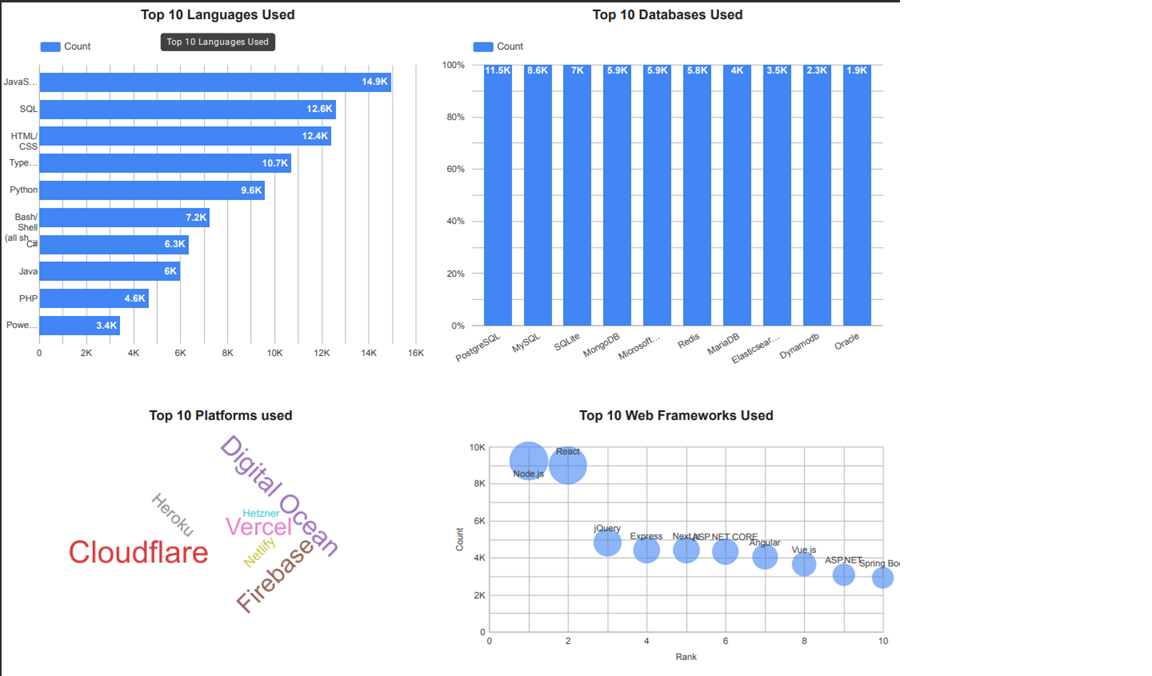 Top 10 Languages Used
Count
Top 10 Languages Used
JavaS...
14.9K
SQL
12.6K
HTML/
CSS
12.4K
Type...
10.7K
Python
9.6K
Bash/
Shell
(all sh...
7.2K
C#
6.3K
Java
6K
PHP
4.6K
Powe...
3.4K
0 2K 4K 6K 8K 10K 12K 14K 16K
Top 10 Databases Used
Count
100%
80%
60%
40%
20%
0%
11.5K 8.6K 7K 5.9K 5.9K 5.8K 4K 3.5K 2.3K 1.9K
PostgreSQL MySQL SQLite MongoDB Microsoft... Redis MariaDB Elasticsear... Dynamodb Oracle
Top 10 Platforms used
Digital Ocean
Heroku
Hetzner
Vercel
Cloudflare
Netlify
Firebase
Top 10 Web Frameworks Used
10K
8K
6K
4K
2K
0
Count
Node.js
React
jQuery
Express
Next.js
ASP.NET CORE
Angular
Vue.js
ASP.NET
Spring Boo
0 2 4 6 8 10
Rank